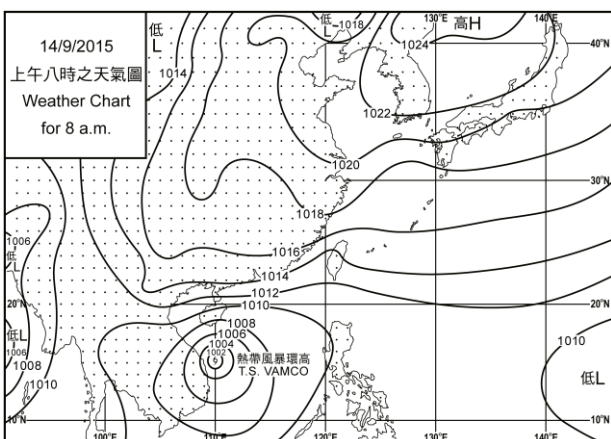 14/9/2015
上午八時之天氣圖
Weather Chart
for 8 a.m.
低
L
1014
低
L
1018
130°E
高H
1024
140°E
40°N
1022
1020
30°N
1018
1006
低
L
1016
1014
1012
1010
20°N
1008
1006
1004
1002
熱帶風暴環高
T.S. VAMCO
低L
1006
1008
1010
1010
低L
10°N
100°E
110°E
120°E
130°E
140°E
10°N